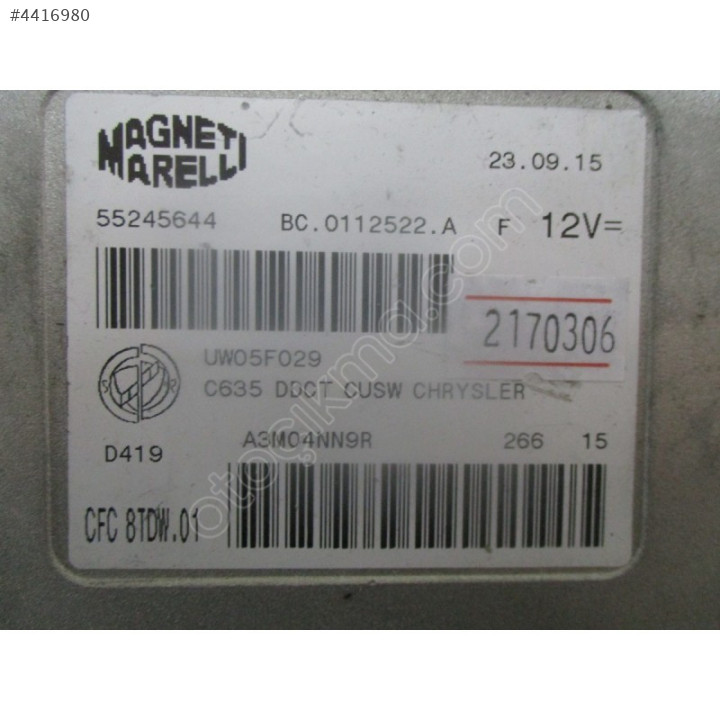 #4416980
MAGNETI
MARELLI
23.09.15
55245644 BC.0112522.A F 12V=
2170306
UW05F029
C635 DDCT CUSW CHRYSLER
A3M04NN9R 266 15
D419
CFC 8TDW.01
otoçıkma.com